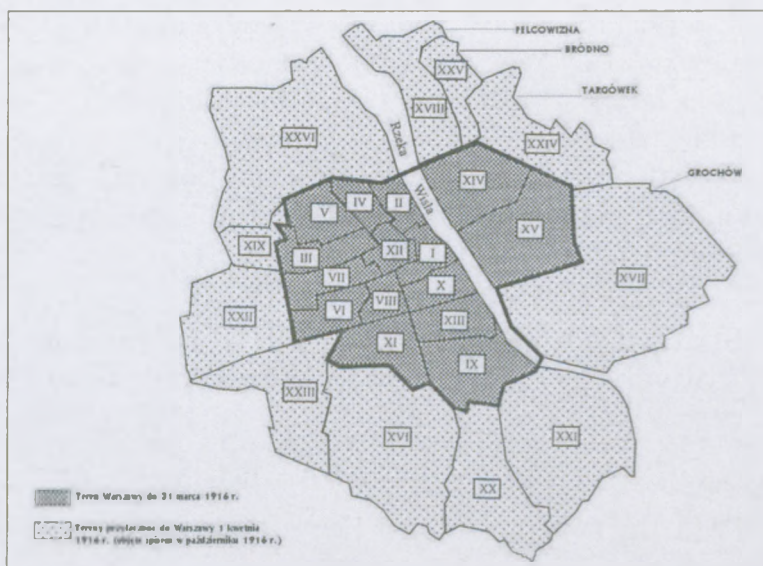 PELCOWIZNA
BRÓDNO
TARGÓWEK
GROCHÓW
XXV
XVIII
XXVI
XXIV
Rzeka
Wisła
XIV
IV
II
V
XV
XIX
XII
I
III
VII
X
XVII
VIII
VI
XXII
XIII
XI
IX
XXIII
XVI
XXI
XX
Teren Warszawy do 31 marca 1916 r.
Tereny przyłączone do Warszawy 1 kwietnia
1916 r. (objęte spisem w październiku 1916 r.)